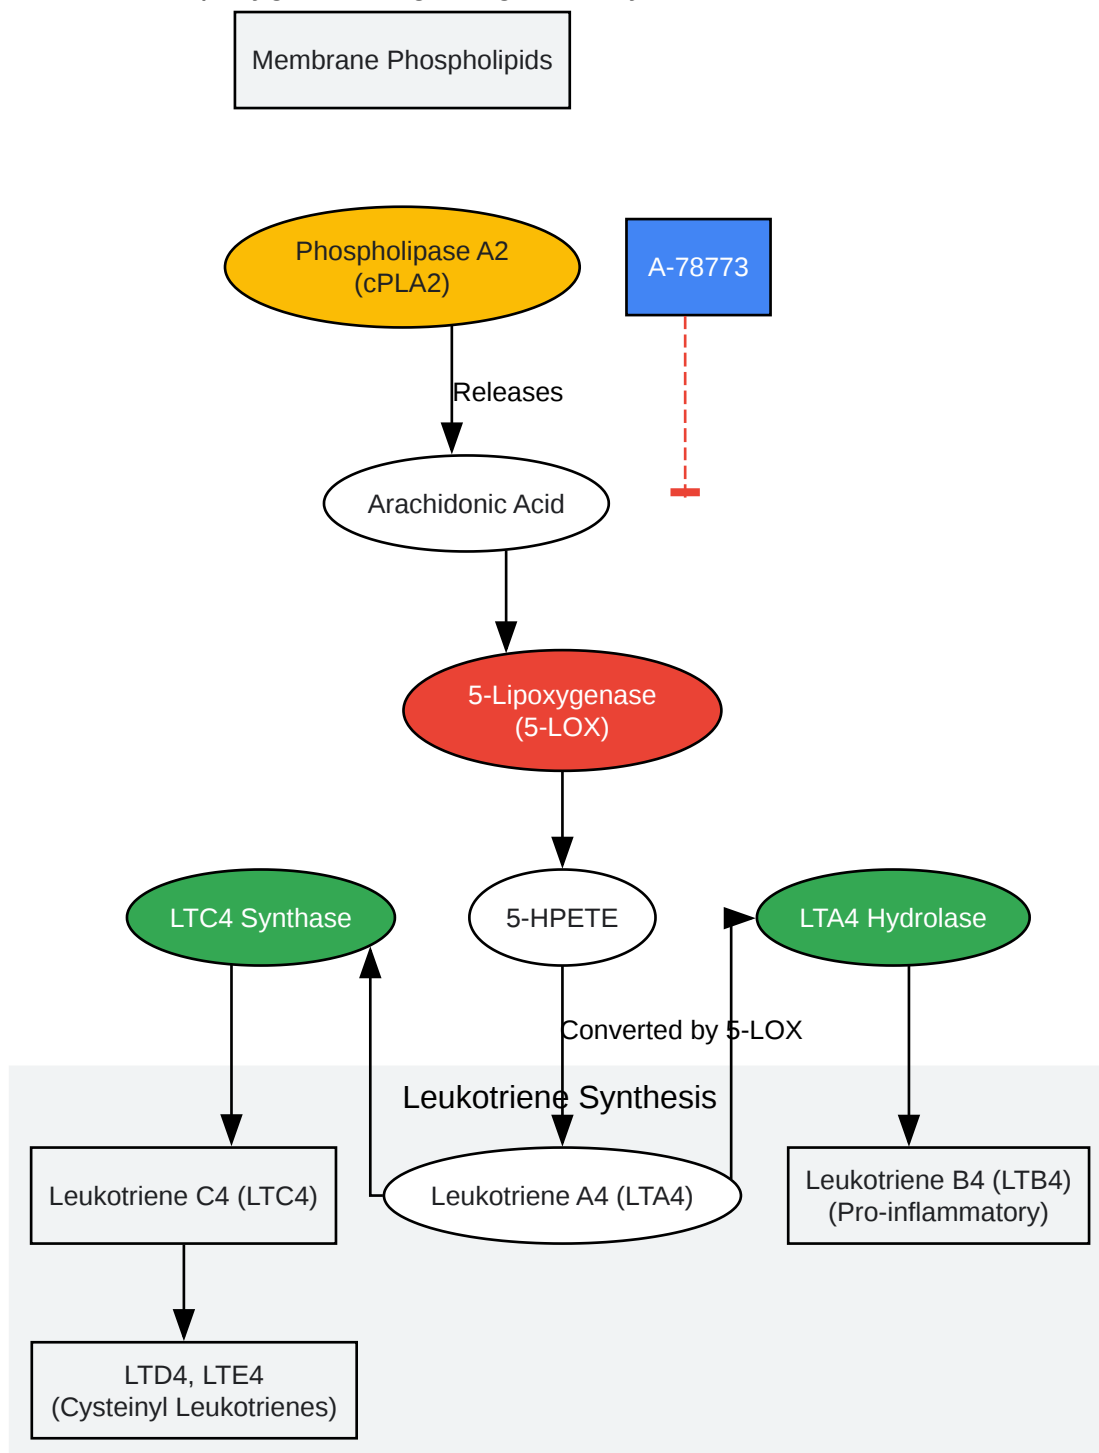 Membrane Phospholipids
Phospholipase A2
(cPLA2)
A-78773
Releases
Arachidonic Acid
5-Lipoxygenase
(5-LOX)
LTC4 Synthase
5-HPETE
LTA4 Hydrolase
Converted by 5-LOX
Leukotriene Synthesis
Leukotriene C4 (LTC4)
Leukotriene A4 (LTA4)
Leukotriene B4 (LTB4)
(Pro-inflammatory)
LTD4, LTE4
(Cysteinyl Leukotrienes)